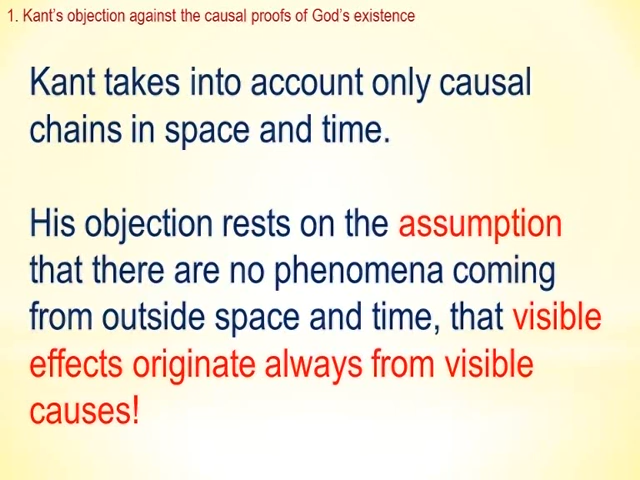 1. Kant's objection against the causal proofs of God's existence
Kant takes into account only causal
chains in space and time.
His objection rests on the assumption
that there are no phenomena coming
from outside space and time, that visible
effects originate always from visible
causes!